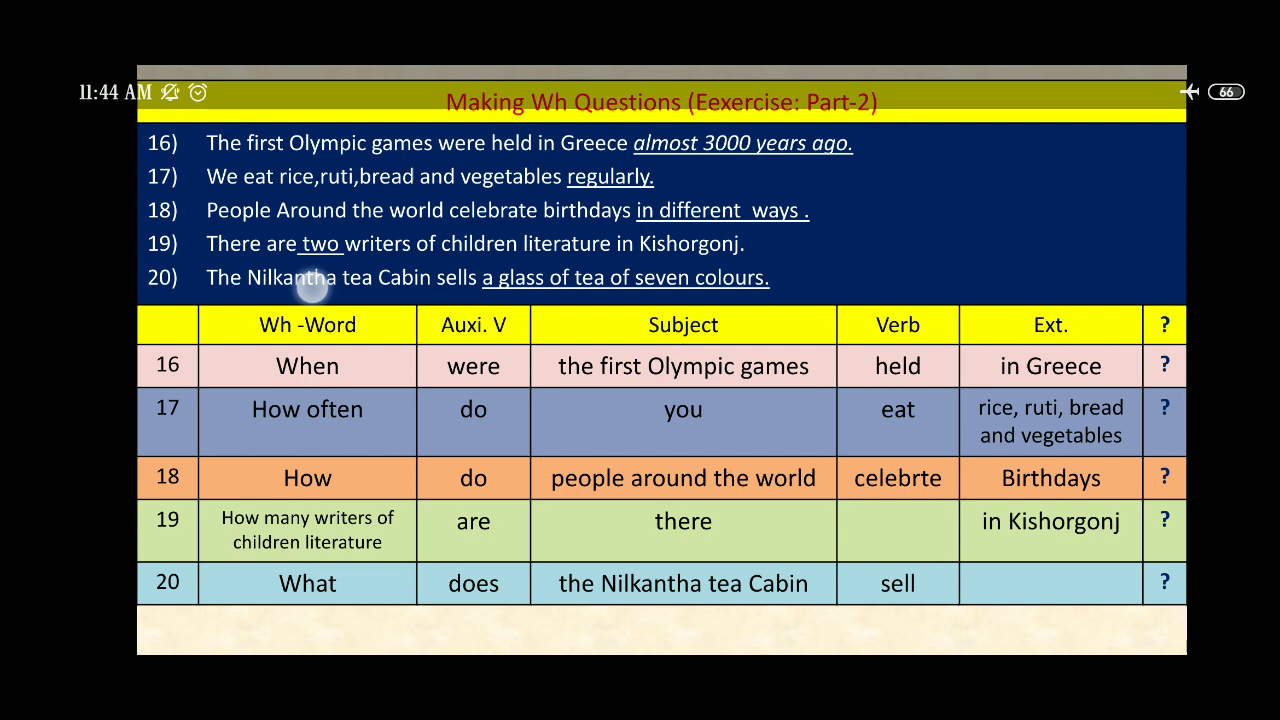 11:44 AM
66
Making Wh Questions (Eexercise: Part-2)
16) The first Olympic games were held in Greece almost 3000 years ago.
17) We eat rice,ruti,bread and vegetables regularly.
18) People Around the world celebrate birthdays in different ways .
19) There are two writers of children literature in Kishorgonj.
20) The Nilkantha tea Cabin sells a glass of tea of seven colours.
Wh -Word Auxi. V Subject Verb Ext. ?
16 When were the first Olympic games held in Greece ?
17 How often do you eat rice, ruti, bread and vegetables ?
18 How do people around the world celebrte Birthdays ?
19 How many writers of children literature are there in Kishorgonj ?
20 What does the Nilkantha tea Cabin sell ?